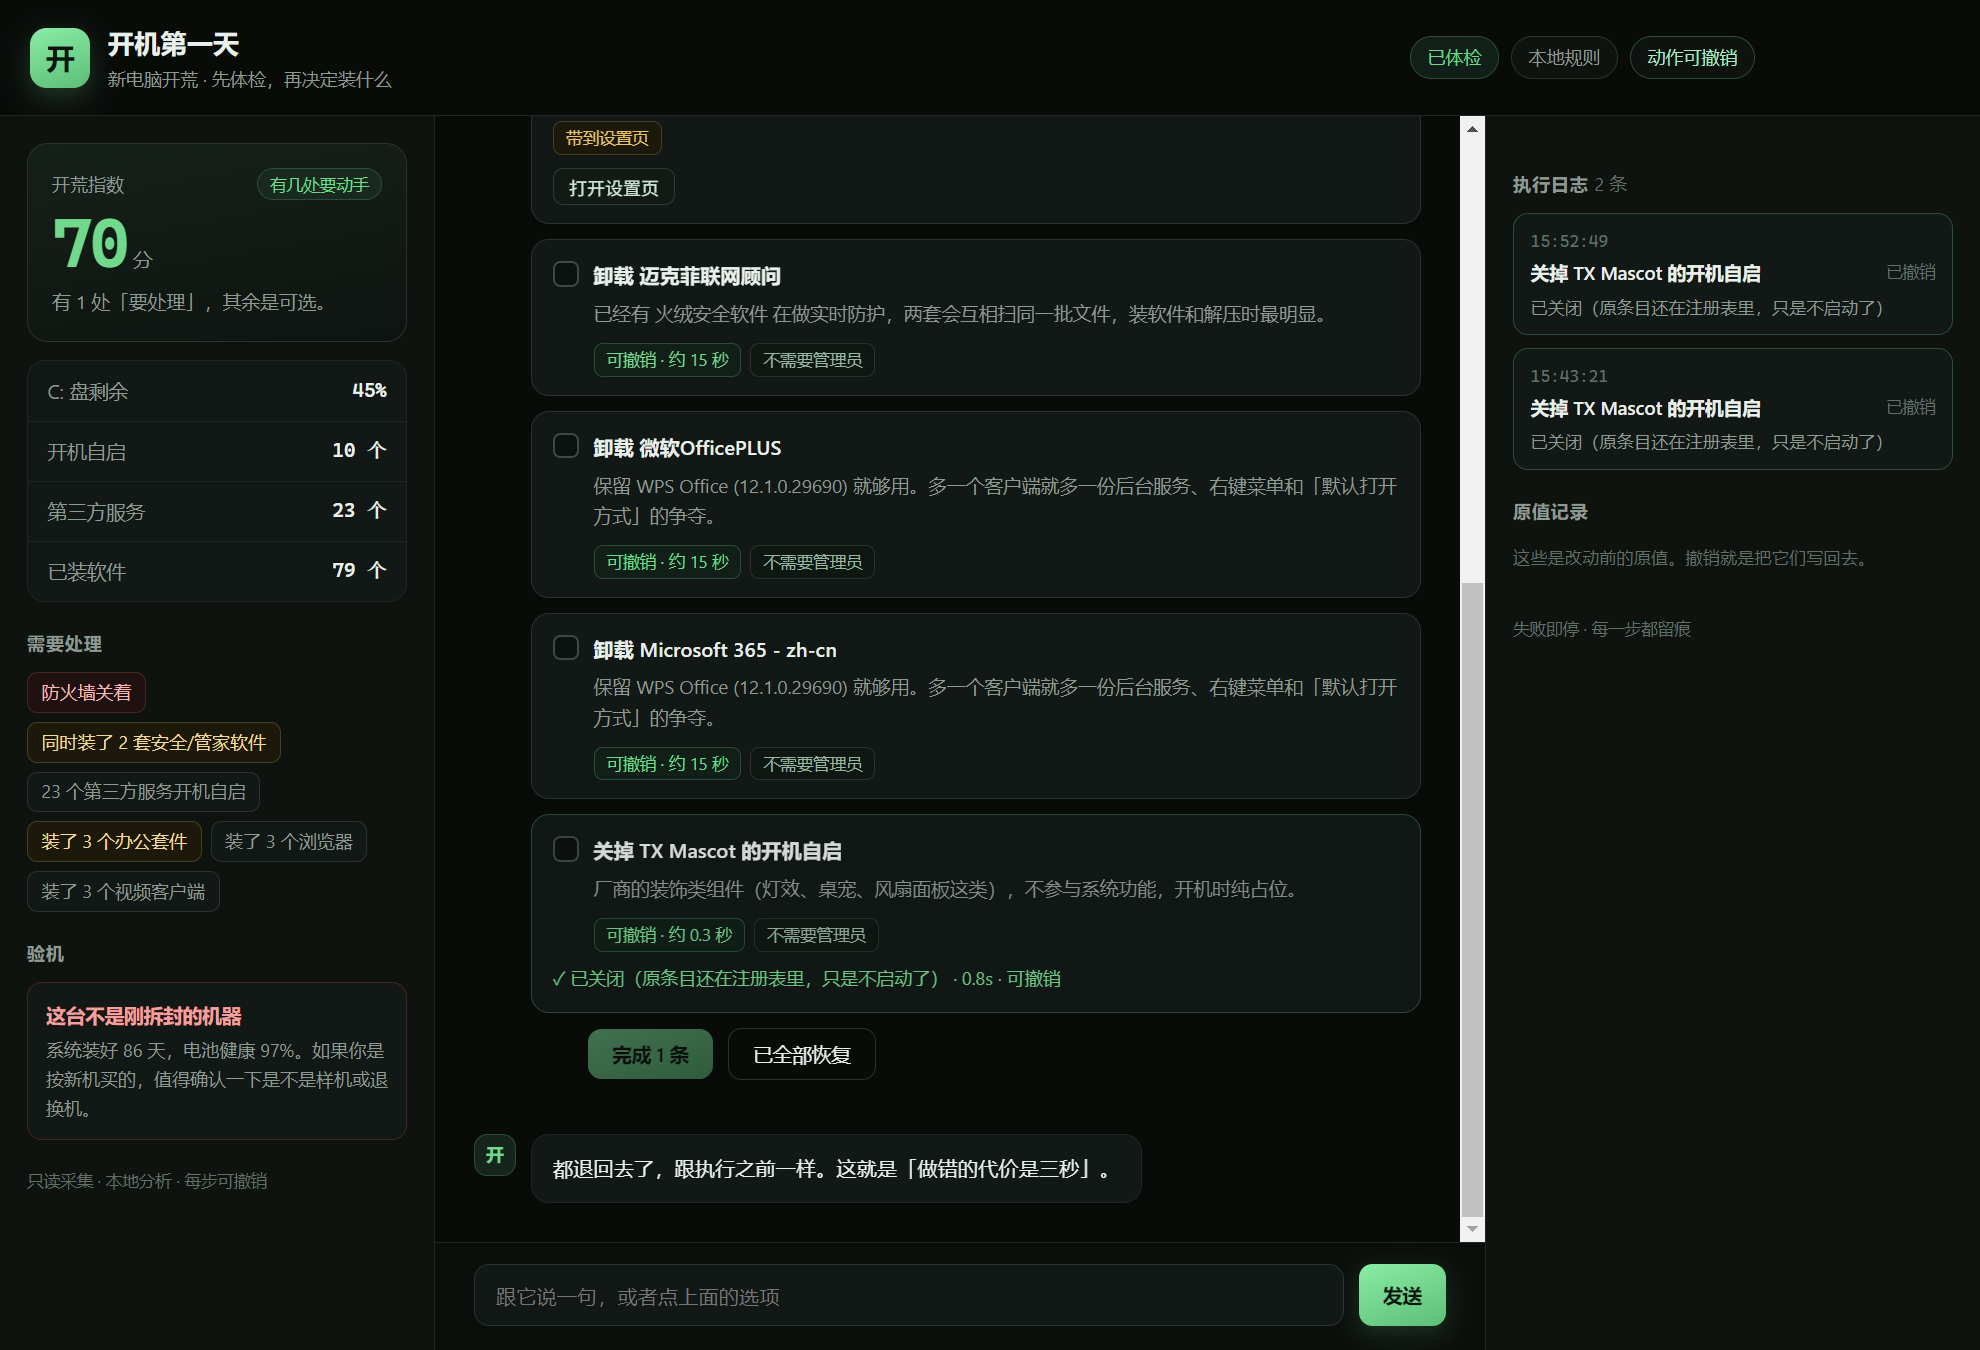 开
开机第一天
新电脑开荒 · 先体检，再决定装什么
已体检
本地规则
动作可撤销
开荒指数
有几处要动手
70 分
有 1 处「要处理」，其余是可选。
C: 盘剩余 45%
开机自启 10 个
第三方服务 23 个
已装软件 79 个
需要处理
防火墙关着
同时装了 2 套安全/管家软件
23 个第三方服务开机自启
装了 3 个办公套件
装了 3 个浏览器
装了 3 个视频客户端
验机
这台不是刚拆封的机器
系统装好 86 天，电池健康 97%。如果你是
按新机买的，值得确认一下是不是样机或退
换机。
只读采集 · 本地分析 · 每步可撤销
带到设置页
打开设置页
卸载 迈克菲联网顾问
已经有 火绒安全软件 在做实时防护，两套会互相扫同一批文件，装软件和解压时最明显。
可撤销 · 约 15 秒
不需要管理员
卸载 微软OfficePLUS
保留 WPS Office (12.1.0.29690) 就够用。多一个客户端就多一份后台服务、右键菜单和「默认打开
方式」的争夺。
可撤销 · 约 15 秒
不需要管理员
卸载 Microsoft 365 - zh-cn
保留 WPS Office (12.1.0.29690) 就够用。多一个客户端就多一份后台服务、右键菜单和「默认打开
方式」的争夺。
可撤销 · 约 15 秒
不需要管理员
关掉 TX Mascot 的开机自启
厂商的装饰类组件（灯效、桌宠、风扇面板这类），不参与系统功能，开机时纯占位。
可撤销 · 约 0.3 秒
不需要管理员
✓ 已关闭（原条目还在注册表里，只是不启动了） · 0.8s · 可撤销
完成 1 条
已全部恢复
开
都退回去了，跟执行之前一样。这就是「做错的代价是三秒」。
跟它说一句，或者点上面的选项
发送
执行日志 2 条
15:52:49
关掉 TX Mascot 的开机自启 已撤销
已关闭（原条目还在注册表里，只是不启动了）
15:43:21
关掉 TX Mascot 的开机自启 已撤销
已关闭（原条目还在注册表里，只是不启动了）
原值记录
这些是改动前的原值。撤销就是把它们写回去。
失败即停 · 每一步都留痕